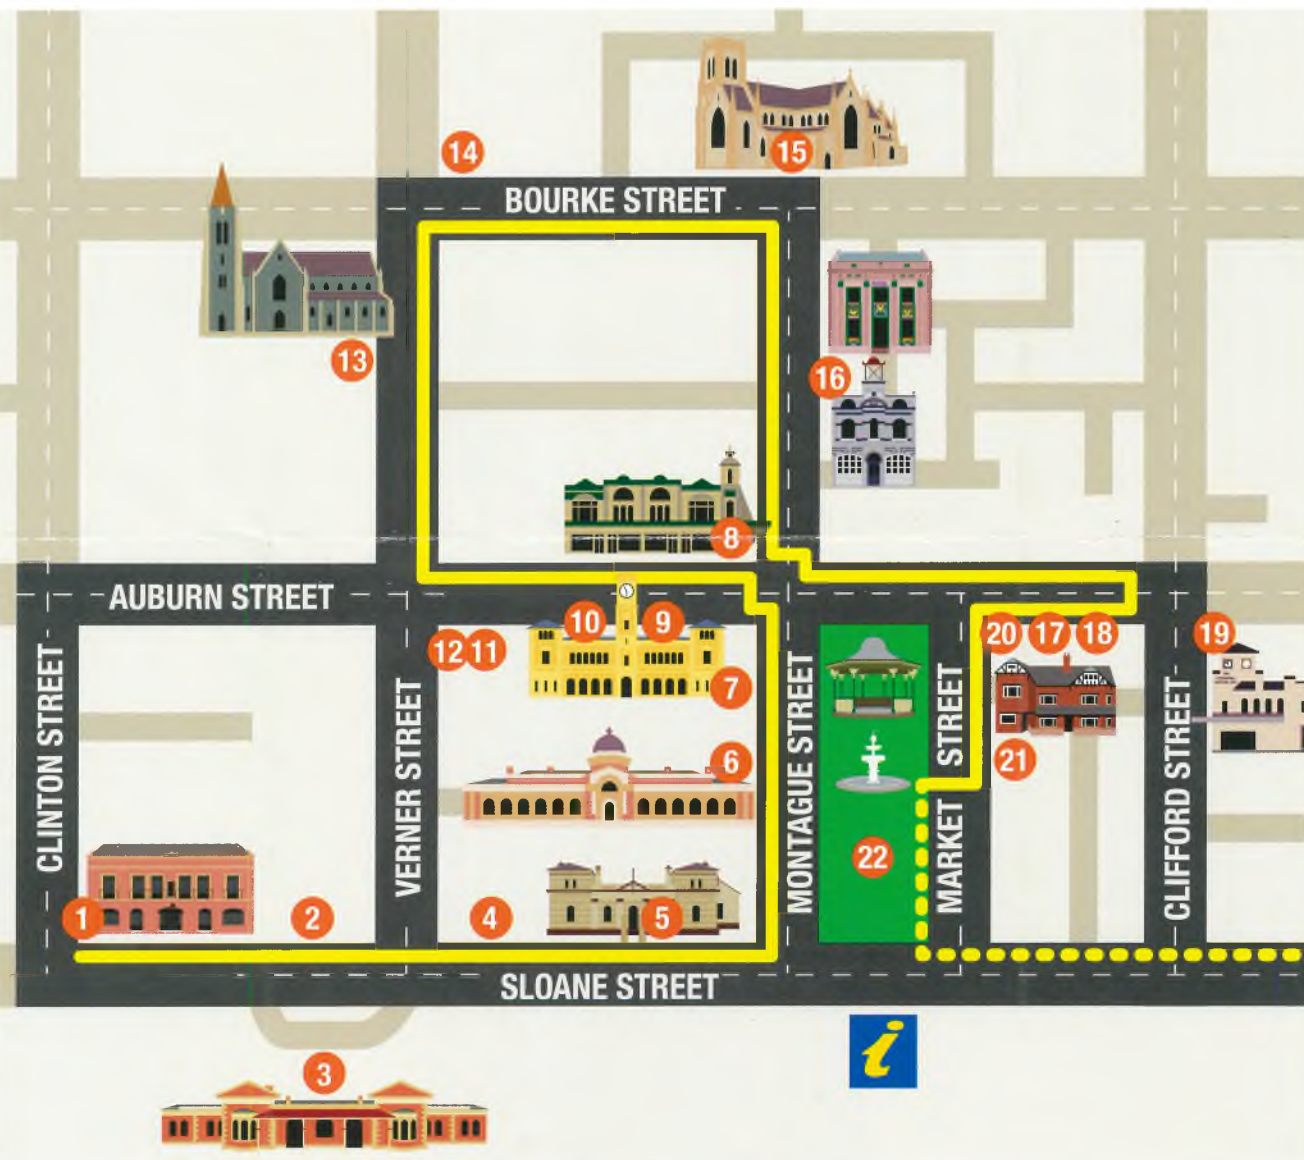 14
15
BOURKE STREET
13
16
8
AUBURN STREET
10
9
20
17
18
19
12
11
7
CLINTON STREET
VERNER STREET
MONTAGUE STREET
MARKET STREET
CLIFFORD STREET
6
21
22
1
2
4
5
SLOANE STREET
i
3